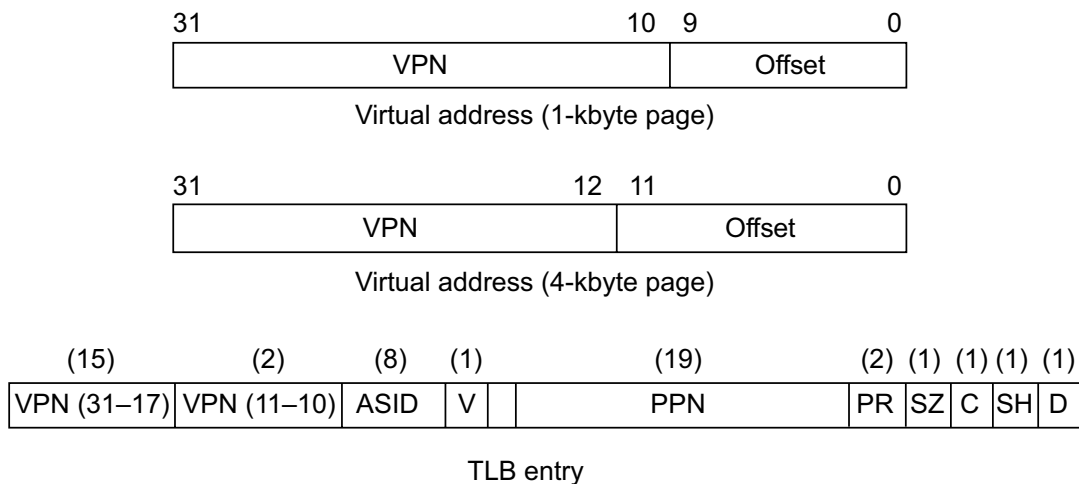 31 10 9 0
VPN Offset
Virtual address (1-kbyte page)
31 12 11 0
VPN Offset
Virtual address (4-kbyte page)
(15) (2) (8) (1) (19) (2) (1) (1) (1) (1)
VPN (31–17) VPN (11–10) ASID V PPN PR SZ C SH D
TLB entry